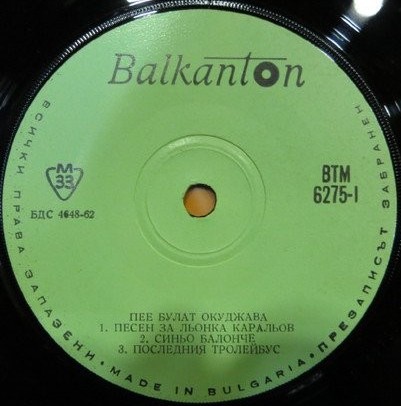 Balkanton
М
33
БДС 4648-62
ВТМ
6275-I
ПЕЕ БУЛАТ ОКУДЖАВА
1. ПЕСЕН ЗА ЛЬОНКА КАРАЛЬОВ
2. СИНЬО БАЛОНЧЕ
3. ПОСЛЕДНИЯ ТРОЛЕЙБУС
ВСИЧКИ ПРАВА ЗАПАЗЕНИ • MADE IN BULGARIA • ПРЕЗАПИСЪТ ЗАБРАНЕН